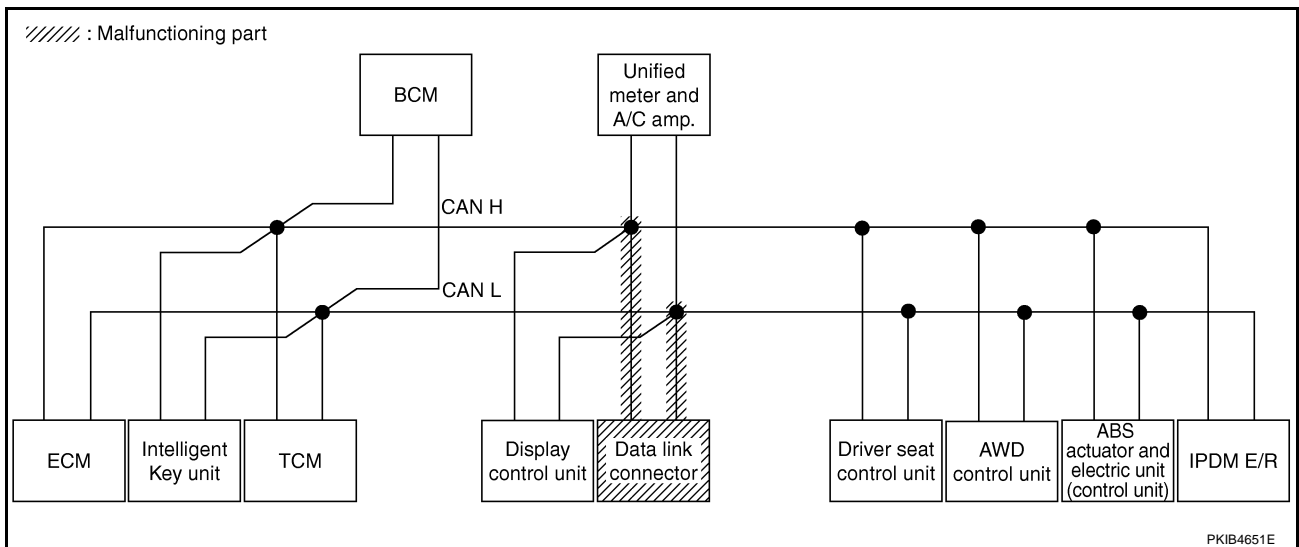 : Malfunctioning part
BCM
Unified
meter and
A/C amp.
CAN H
CAN L
ECM
Intelligent
Key unit
TCM
Display
control unit
Data link
connector
Driver seat
control unit
AWD
control unit
ABS
actuator and
electric unit
(control unit)
IPDM E/R
PKIB4651E